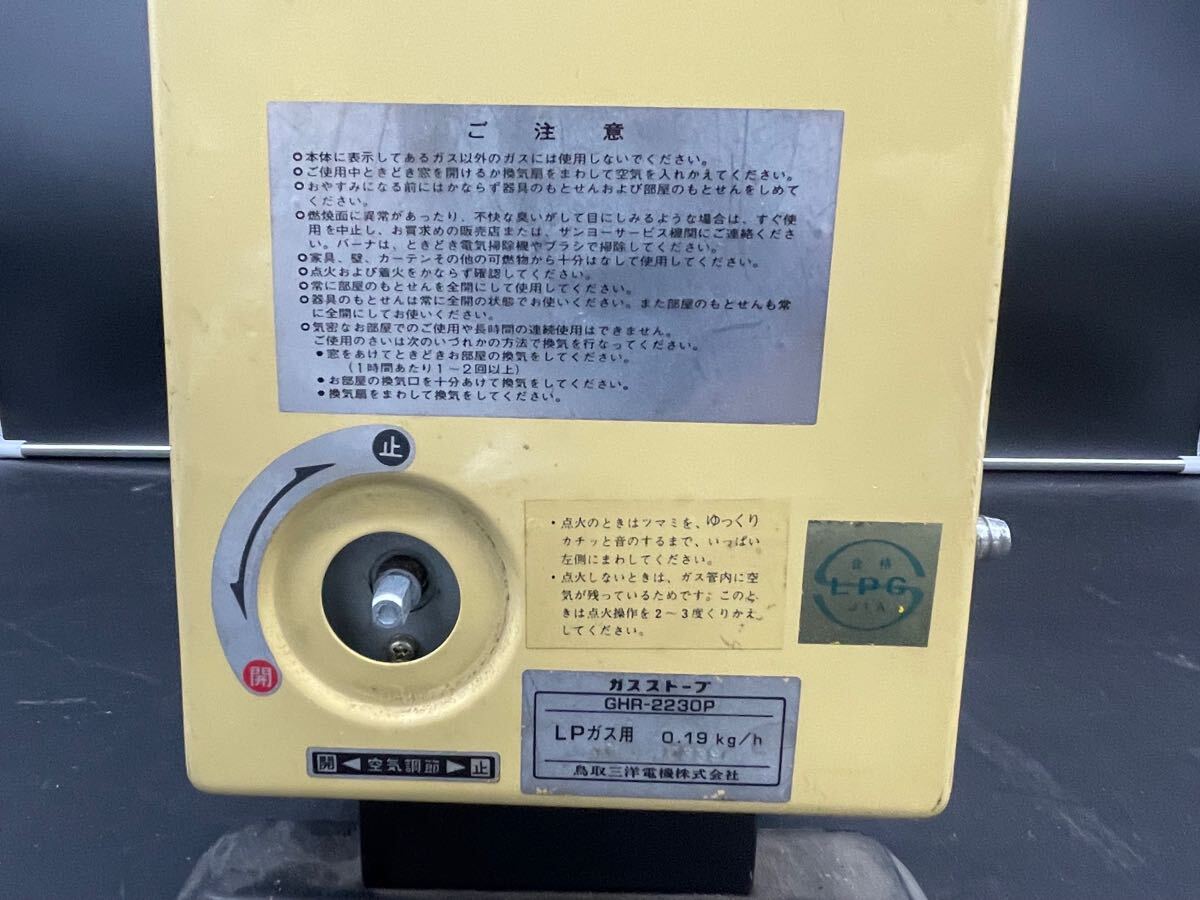 ご注意
○本体に表示してあるガス以外のガスには使用しないでください。
○ご使用中ときどき窓を開けるか換気扇をまわして空気を入れかえてください。
○おやすみになる前にはかならず器具のもとせんおよび部屋のもとせんをしめて
ください。
○燃焼面に異常があったり、不快な臭いがして目にしみるような場合は、すぐ使
用を中止し、お買求めの販売店または、サンヨーサービス機関にご連絡くださ
い。バーナは、ときどき電気掃除機やブラシで掃除してください。
○家具、壁、カーテンその他の可燃物から十分はなして使用してください。
○点火および着火をかならず確認してください。
○常に部屋のもとせんを全開にして使用してください。
○器具のもとせんは常に全開の状態でお使いください。また部屋のもとせんも常
に全開にしてお使いください。
○気密なお部屋でのご使用や長時間の連続使用はできません。
ご使用のさいは次のいづれかの方法で換気を行なってください。
●窓をあけてときどきお部屋の換気をしてください。
(1時間あたり1〜2回以上)
●お部屋の換気口を十分あけて換気をしてください。
●換気扇をまわして換気をしてください。
止
開
・点火のときはツマミを、ゆっくり
カチッと音のするまで、いっぱい
左側にまわしてください。
・点火しないときは、ガス管内に空
気が残っているためです。このと
きは点火操作を2〜3度くりかえ
してください。
合格
LPG
JIA
ガスストーブ
GHR-2230P
LPガス用 0.19 kg/h
鳥取三洋電機株式会社
開 ◀ 空気調節 ▶ 止